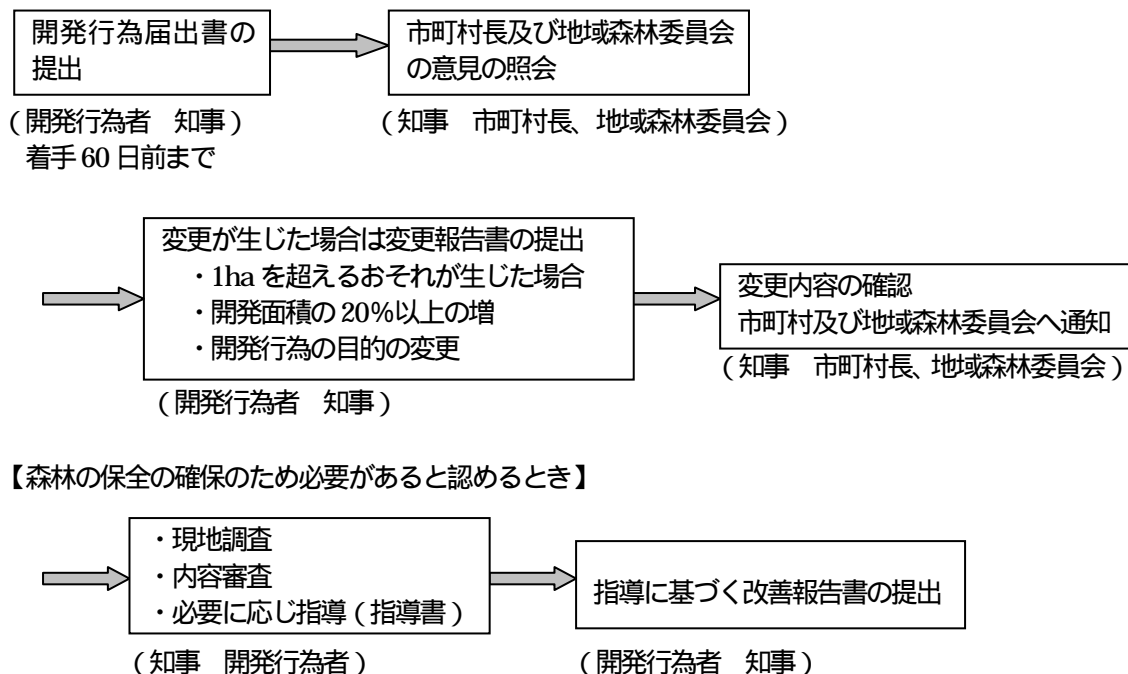 開発行為届出書の
提出
市町村長及び地域森林委員会
の意見の照会
(開発行為者 知事)
(知事 市町村長、地域森林委員会)
着手60日前まで
変更が生じた場合は変更報告書の提出
・1haを超えるおそれが生じた場合
・開発面積の20%以上の増
・開発行為の目的の変更
変更内容の確認
市町村及び地域森林委員会へ通知
(知事 市町村長、地域森林委員会)
(開発行為者 知事)
【森林の保全の確保のため必要があると認めるとき】
・現地調査
・内容審査
・必要に応じ指導(指導書)
指導に基づく改善報告書の提出
(知事 開発行為者)
(開発行為者 知事)